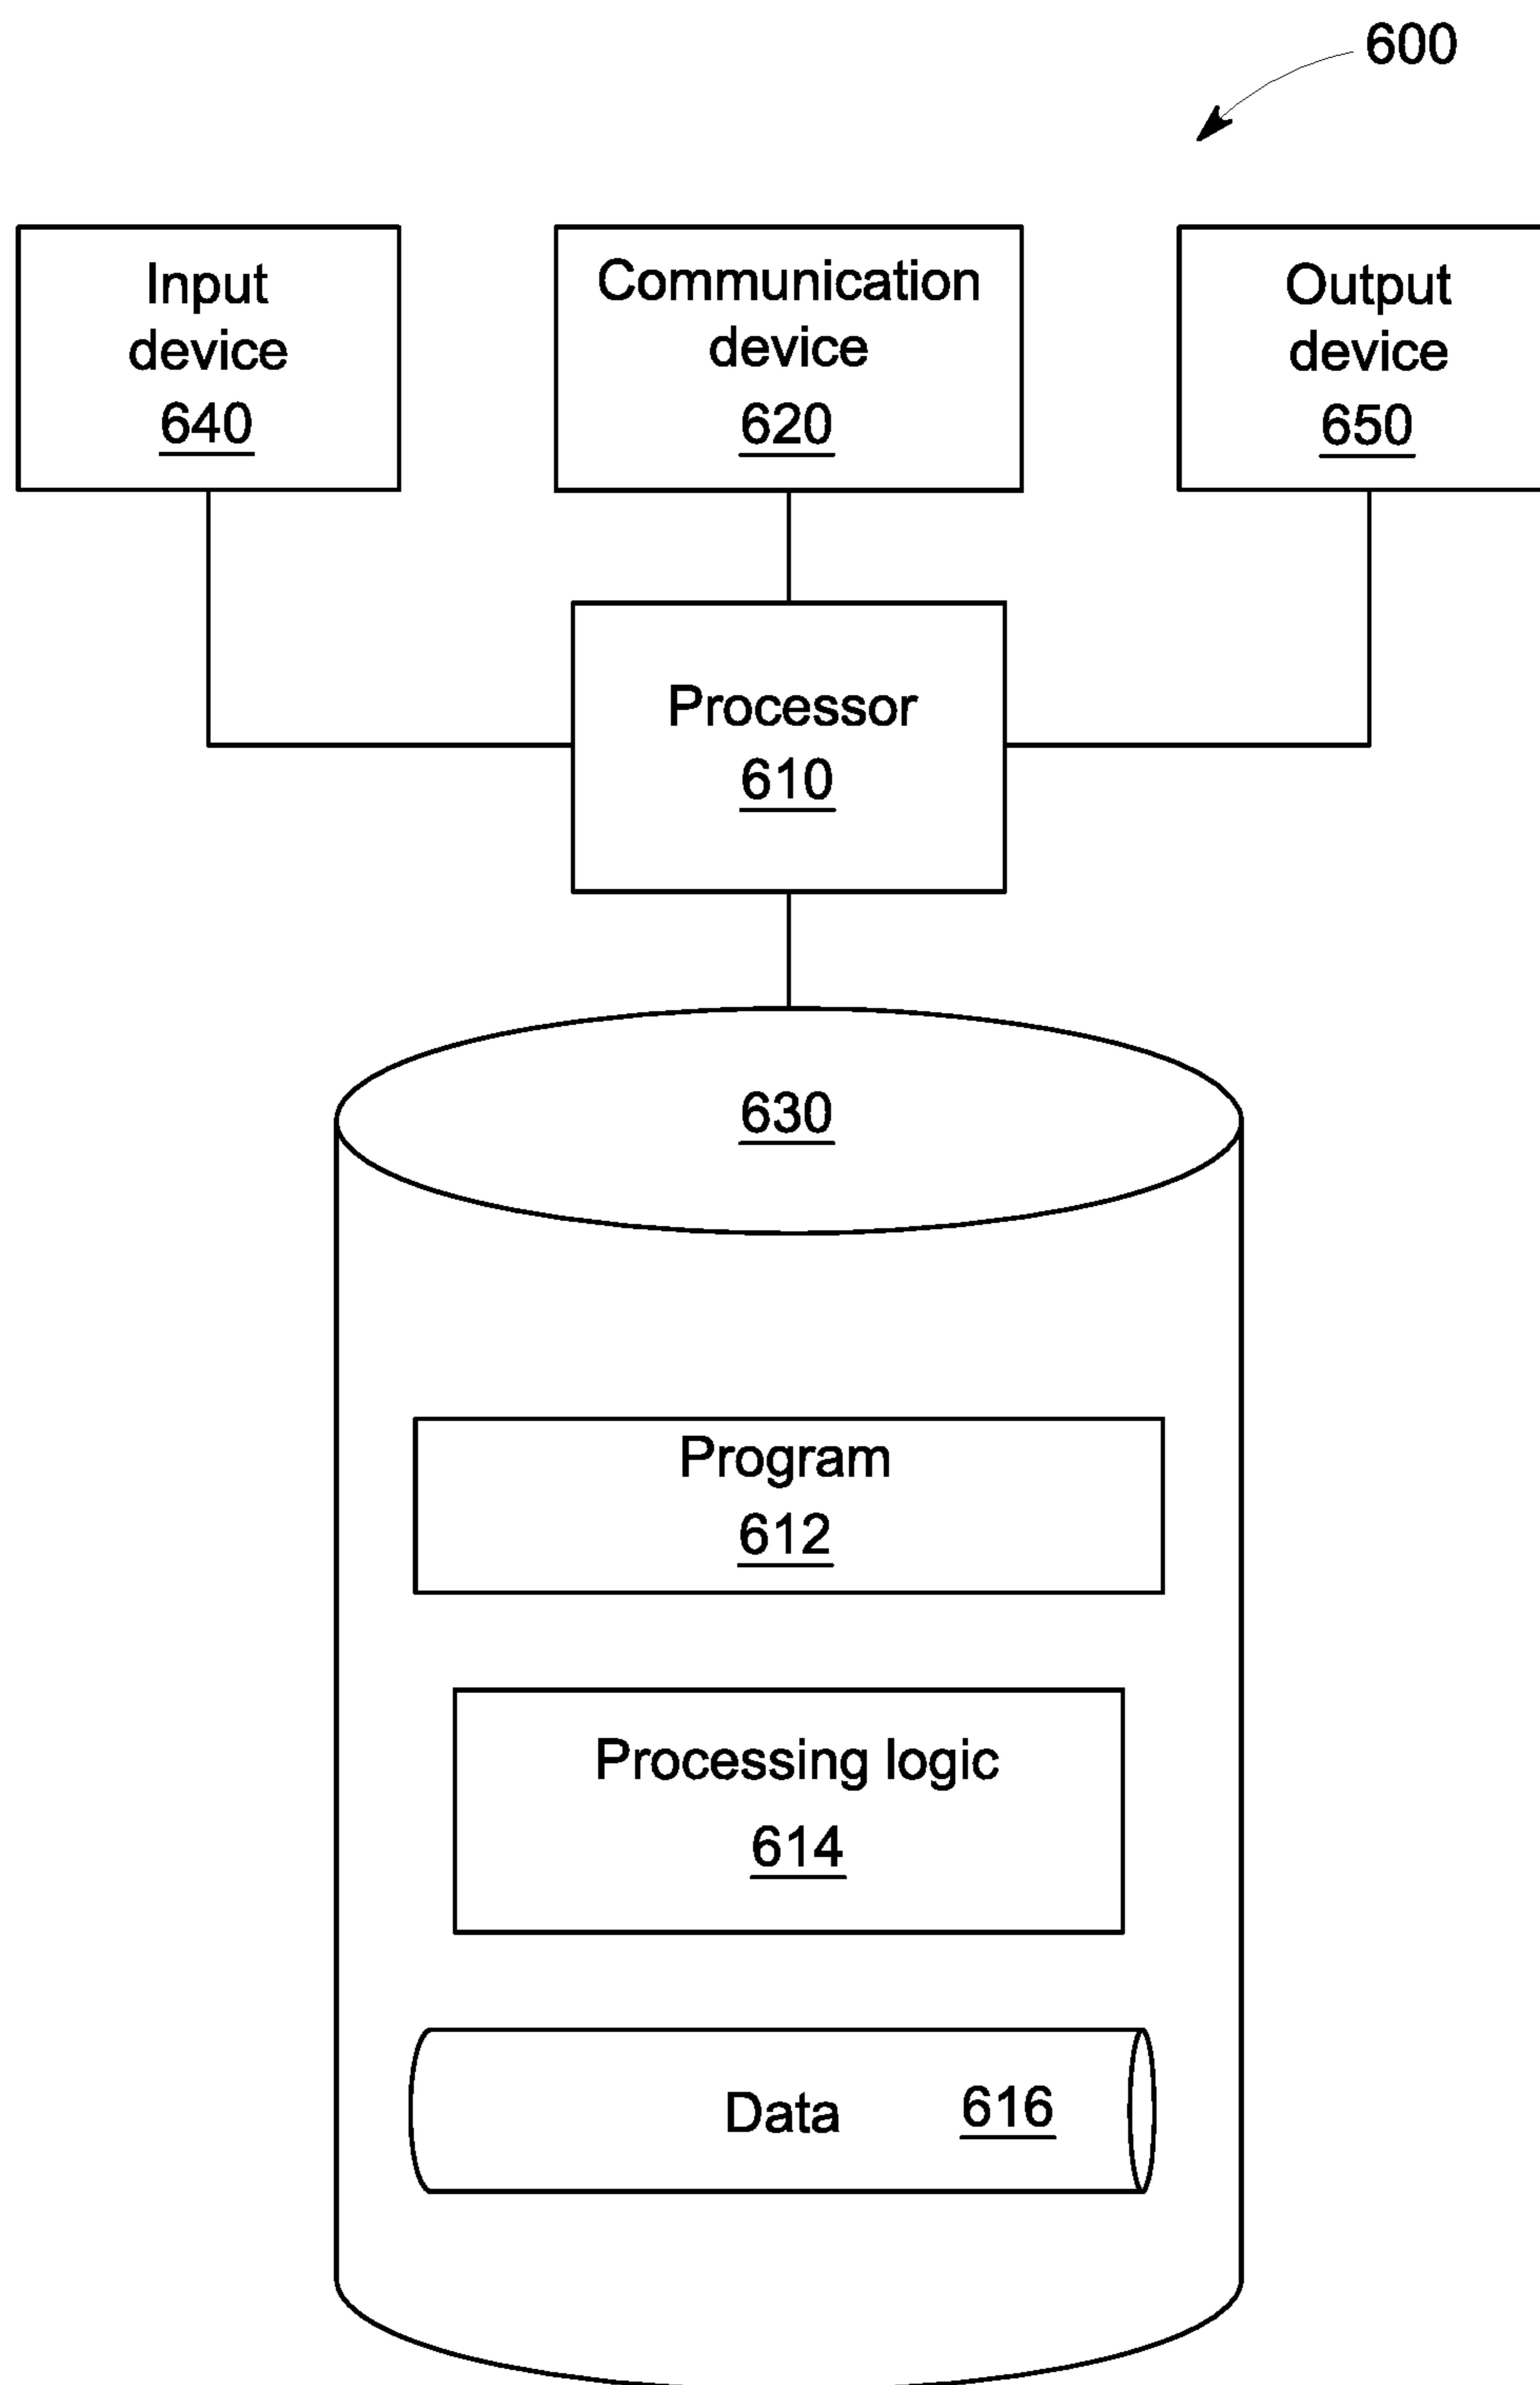 600
Input
device
640
Communication
device
620
Output
device
650
Processor
610
630
Program
612
Processing logic
614
Data 616